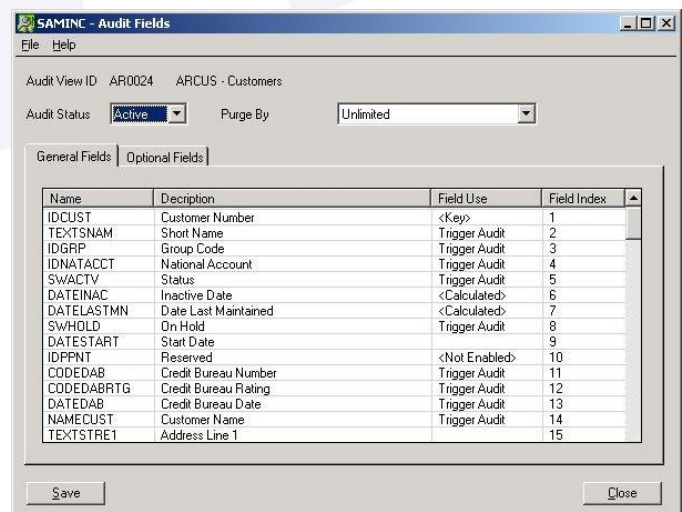 SAMINC - Audit Fields
File Help
Audit View ID AR0024 ARCUS - Customers
Audit Status Active Purge By Unlimited
General Fields Optional Fields
Name Decription Field Use Field Index
IDCUST Customer Number <Key> 1
TEXTSNAM Short Name Trigger Audit 2
IDGRP Group Code Trigger Audit 3
IDNATACCT National Account Trigger Audit 4
SWACTV Status Trigger Audit 5
DATEINAC Inactive Date <Calculated> 6
DATELASTMN Date Last Maintained <Calculated> 7
SWHOLD On Hold Trigger Audit 8
DATESTART Start Date 9
IDPPNT Reserved <Not Enabled> 10
CODEDAB Credit Bureau Number Trigger Audit 11
CODEDABRTG Credit Bureau Rating Trigger Audit 12
DATEDAB Credit Bureau Date Trigger Audit 13
NAMECUST Customer Name Trigger Audit 14
TEXTSTRE1 Address Line 1 15
Save Close